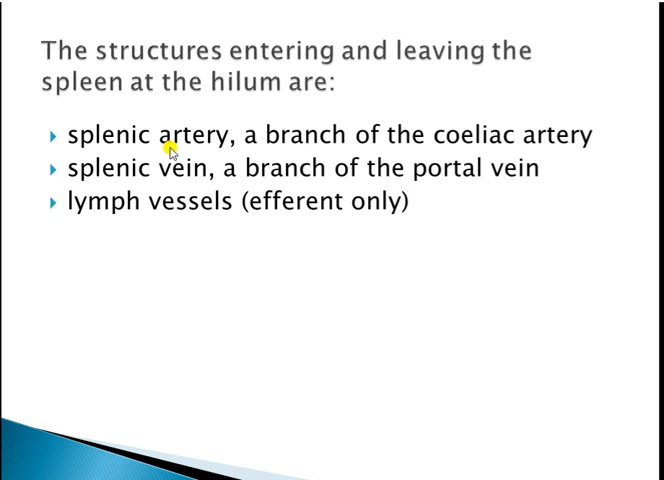 The structures entering and leaving the
spleen at the hilum are:
splenic artery, a branch of the coeliac artery
splenic vein, a branch of the portal vein
lymph vessels (efferent only)